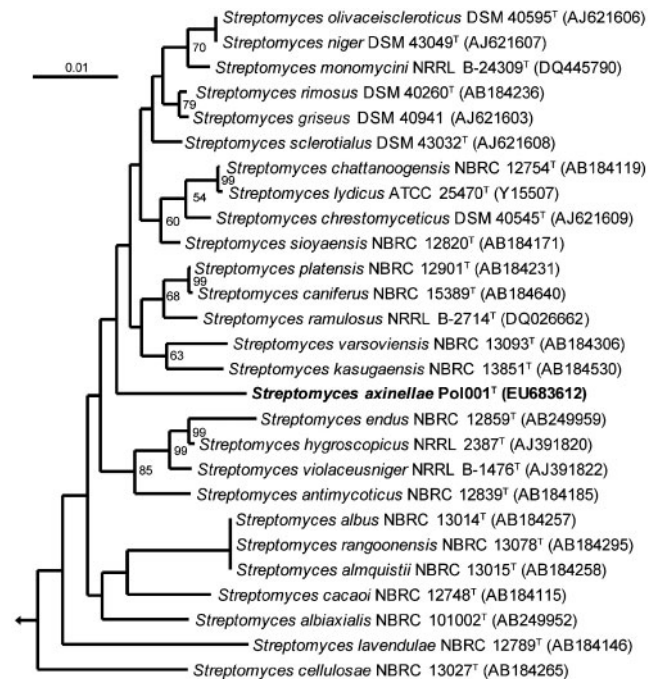 Streptomyces olivaceiscleroticus DSM 40595ᵀ (AJ621606)
70
Streptomyces niger DSM 43049ᵀ (AJ621607)
0.01
Streptomyces monomycini NRRL B-24309ᵀ (DQ445790)
Streptomyces rimosus DSM 40260ᵀ (AB184236)
79
Streptomyces griseus DSM 40941 (AJ621603)
Streptomyces sclerotialus DSM 43032ᵀ (AJ621608)
Streptomyces chattanoogensis NBRC 12754ᵀ (AB184119)
99
54
Streptomyces lydicus ATCC 25470ᵀ (Y15507)
60
Streptomyces chrestomyceticus DSM 40545ᵀ (AJ621609)
Streptomyces sioyaensis NBRC 12820ᵀ (AB184171)
Streptomyces platensis NBRC 12901ᵀ (AB184231)
99
68
Streptomyces caniferus NBRC 15389ᵀ (AB184640)
Streptomyces ramulosus NRRL B-2714ᵀ (DQ026662)
Streptomyces varsoviensis NBRC 13093ᵀ (AB184306)
63
Streptomyces kasugaensis NBRC 13851ᵀ (AB184530)
Streptomyces axinellae Pol001ᵀ (EU683612)
Streptomyces endus NBRC 12859ᵀ (AB249959)
99
Streptomyces hygroscopicus NRRL 2387ᵀ (AJ391820)
99
85
Streptomyces violaceusniger NRRL B-1476ᵀ (AJ391822)
Streptomyces antimycoticus NBRC 12839ᵀ (AB184185)
Streptomyces albus NBRC 13014ᵀ (AB184257)
Streptomyces rangoonensis NBRC 13078ᵀ (AB184295)
Streptomyces almquistii NBRC 13015ᵀ (AB184258)
Streptomyces cacaoi NBRC 12748ᵀ (AB184115)
Streptomyces albiaxialis NBRC 101002ᵀ (AB249952)
Streptomyces lavendulae NBRC 12789ᵀ (AB184146)
Streptomyces cellulosae NBRC 13027ᵀ (AB184265)